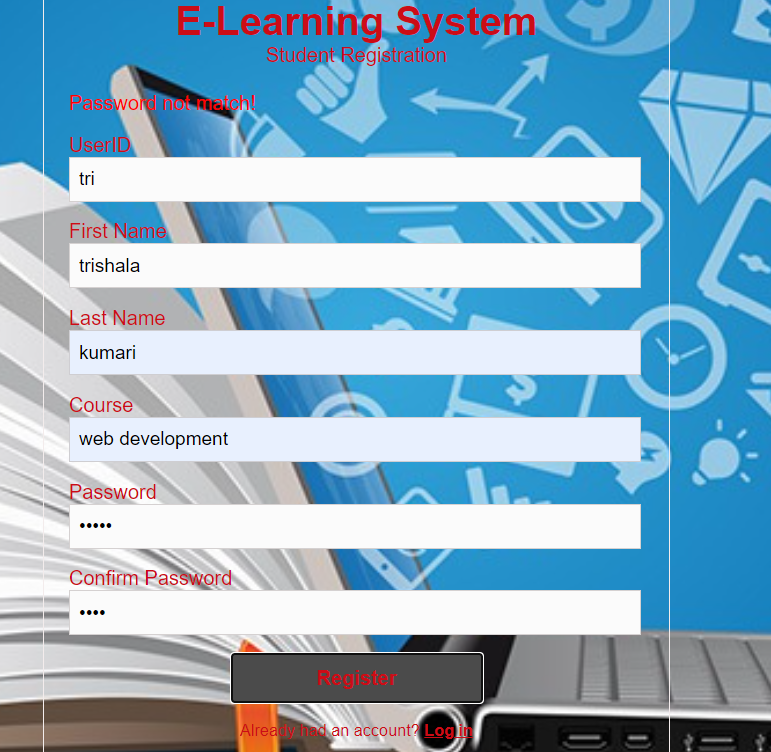 E-Learning System
Student Registration
Password not match!
UserID
tri
First Name
trishala
Last Name
kumari
Course
web development
Password
•••••
Confirm Password
••••
Register
Already had an account? Log in